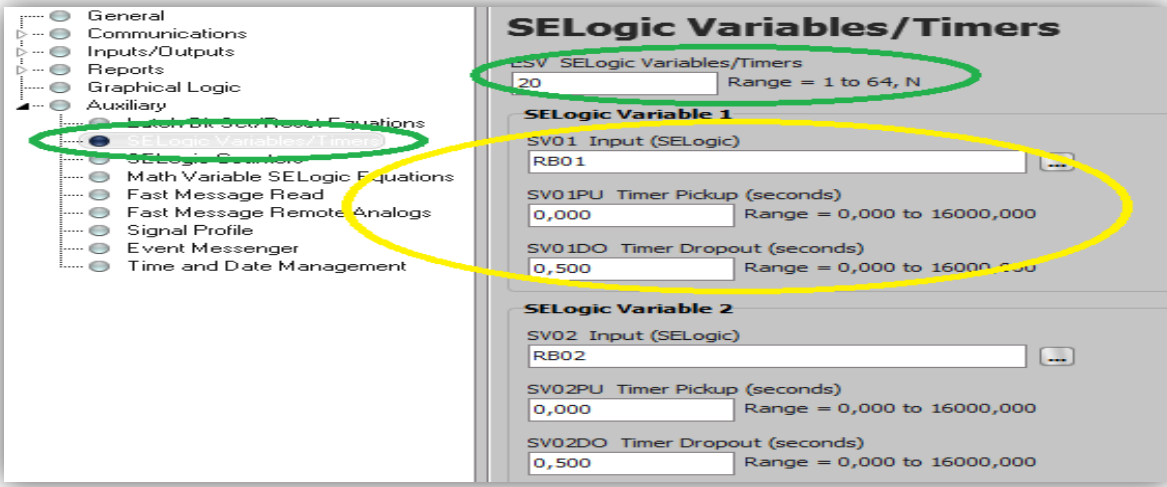 General
Communications
Inputs/Outputs
Reports
Graphical Logic
Auxiliary
Latch Bit Set/Reset Equations
SELogic Variables/Timers
SELogic Counters
Math Variable SELogic Equations
Fast Message Read
Fast Message Remote Analogs
Signal Profile
Event Messenger
Time and Date Management
SELogic Variables/Timers
ESV SELogic Variables/Timers
20 Range = 1 to 64, N
SELogic Variable 1
SV01 Input (SELogic)
RB01 ...
SV01PU Timer Pickup (seconds)
0,000 Range = 0,000 to 16000,000
SV01DO Timer Dropout (seconds)
0,500 Range = 0,000 to 16000,000
SELogic Variable 2
SV02 Input (SELogic)
RB02 ...
SV02PU Timer Pickup (seconds)
0,000 Range = 0,000 to 16000,000
SV02DO Timer Dropout (seconds)
0,500 Range = 0,000 to 16000,000